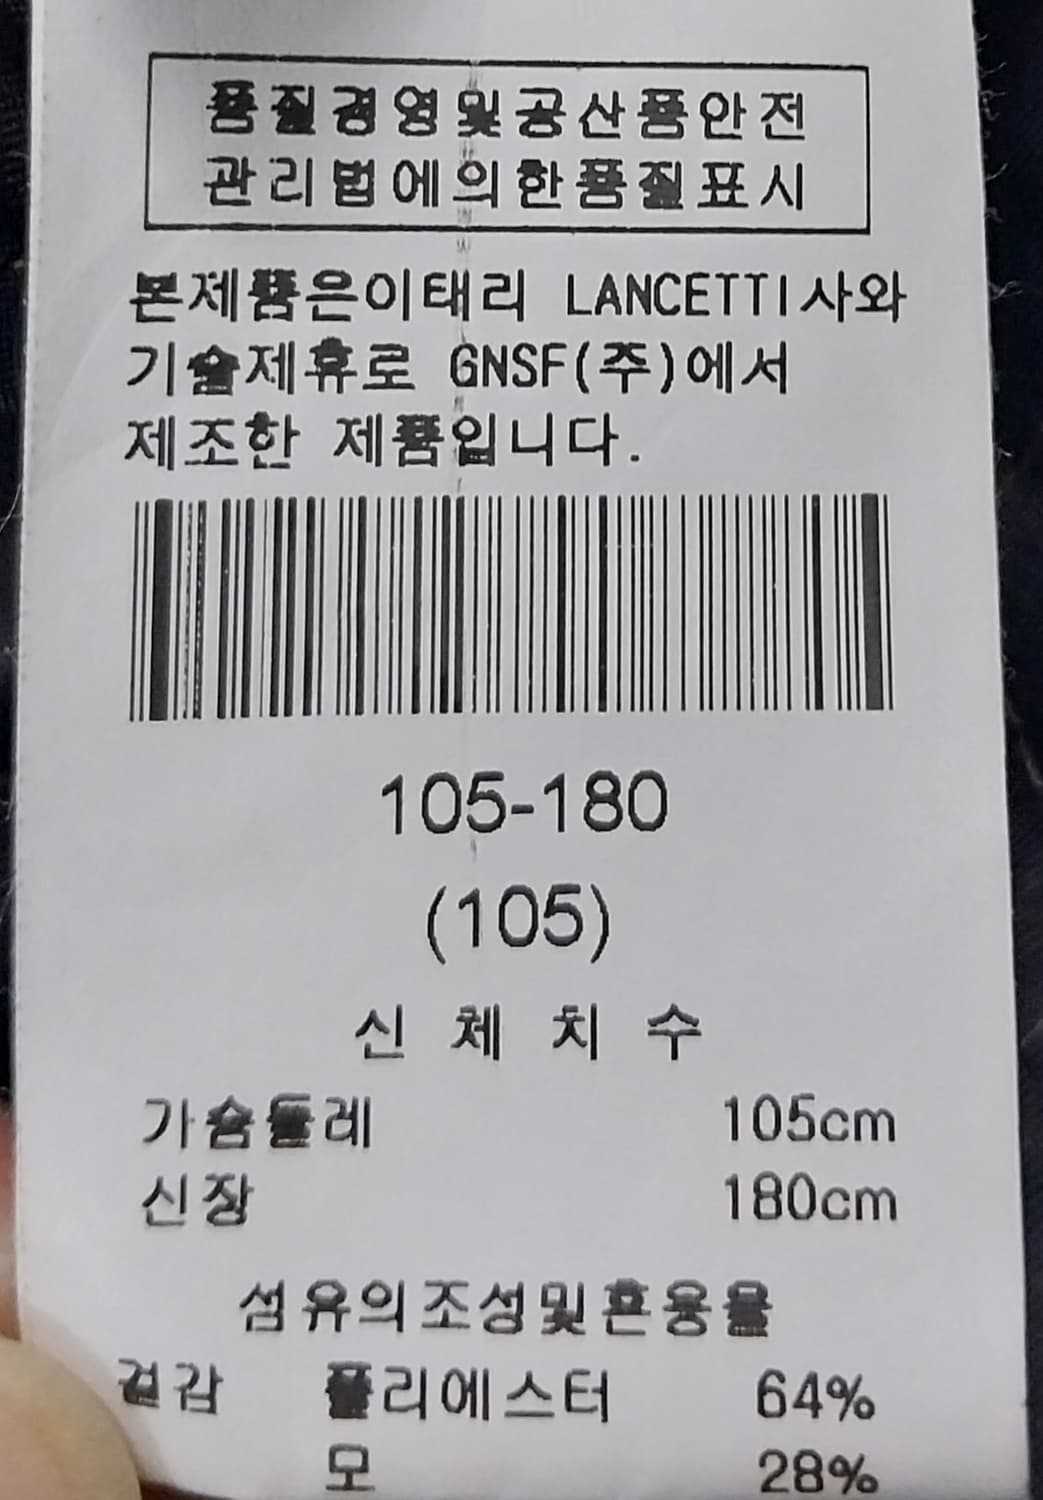 품질경영및공산품안전
관리법에의한품질표시
본제품은이태리 LANCETTI사와
기술제휴로 GNSF(주)에서
제조한 제품입니다.
105-180
(105)
신 체 치 수
가슴둘레 105cm
신장 180cm
섬유의조성및혼용율
겉감 폴리에스터 64%
모 28%